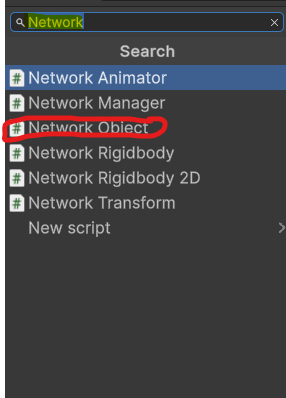 Network
Search
# Network Animator
# Network Manager
# Network Object
# Network Rigidbody
# Network Rigidbody 2D
# Network Transform
New script